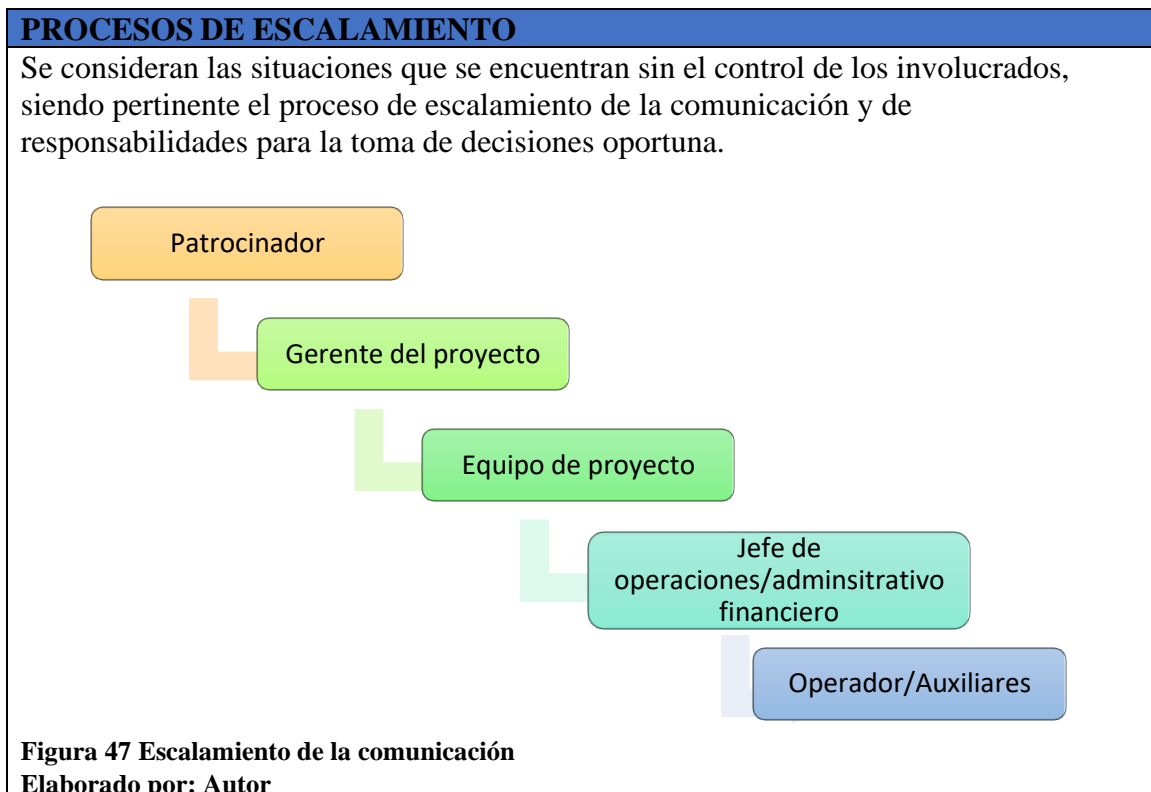 PROCESOS DE ESCALAMIENTO
Se consideran las situaciones que se encuentran sin el control de los involucrados,
siendo pertinente el proceso de escalamiento de la comunicación y de
responsabilidades para la toma de decisiones oportuna.
Patrocinador
Gerente del proyecto
Equipo de proyecto
Jefe de
operaciones/adminsitrativo
financiero
Operador/Auxiliares
Figura 47 Escalamiento de la comunicación
Elaborado por: Autor